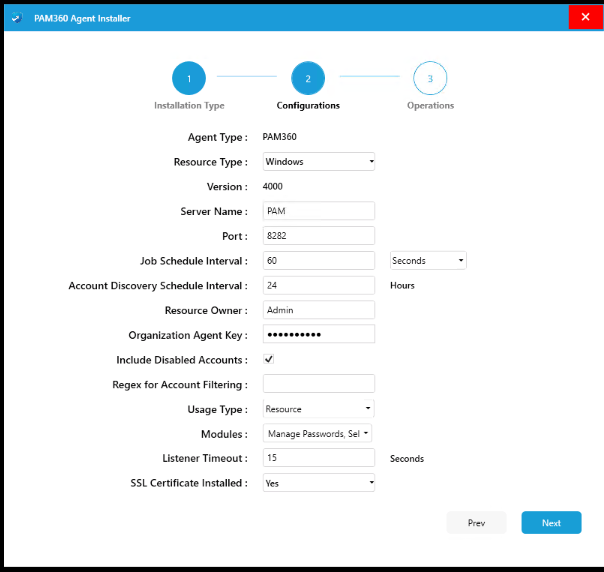 PAM360 Agent Installer
1 2 3
Installation Type Configurations Operations
Agent Type : PAM360
Resource Type : Windows
Version : 4000
Server Name : PAM
Port : 8282
Job Schedule Interval : 60 Seconds
Account Discovery Schedule Interval : 24 Hours
Resource Owner : Admin
Organization Agent Key : ••••••••••
Include Disabled Accounts :
Regex for Account Filtering :
Usage Type : Resource
Modules : Manage Passwords, Sel
Listener Timeout : 15 Seconds
SSL Certificate Installed : Yes
Prev Next